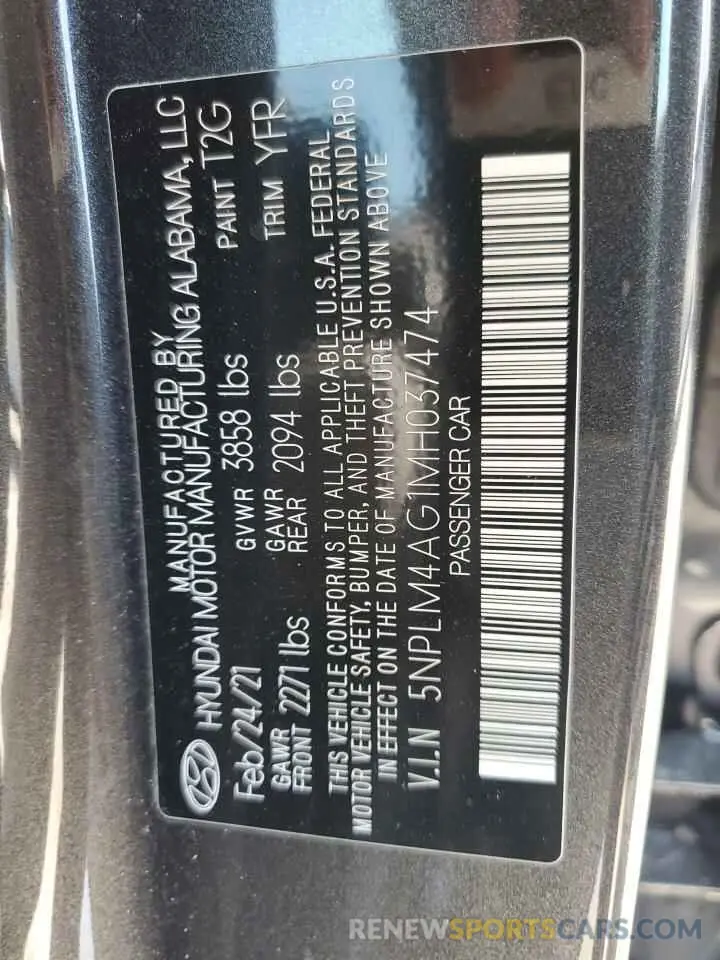 MANUFACTURED BY
HYUNDAI MOTOR MANUFACTURING ALABAMA, LLC
Feb/24/21 GVWR 3858 lbs PAINT T2G
GAWR FRONT 2271 lbs GAWR REAR 2094 lbs TRIM YFR
THIS VEHICLE CONFORMS TO ALL APPLICABLE U.S.A. FEDERAL
MOTOR VEHICLE SAFETY, BUMPER, AND THEFT PREVENTION STANDARDS
IN EFFECT ON THE DATE OF MANUFACTURE SHOWN ABOVE
V.I.N 5NPLM4AG1MH037474
PASSENGER CAR
RENEWSPORTSCARS.COM